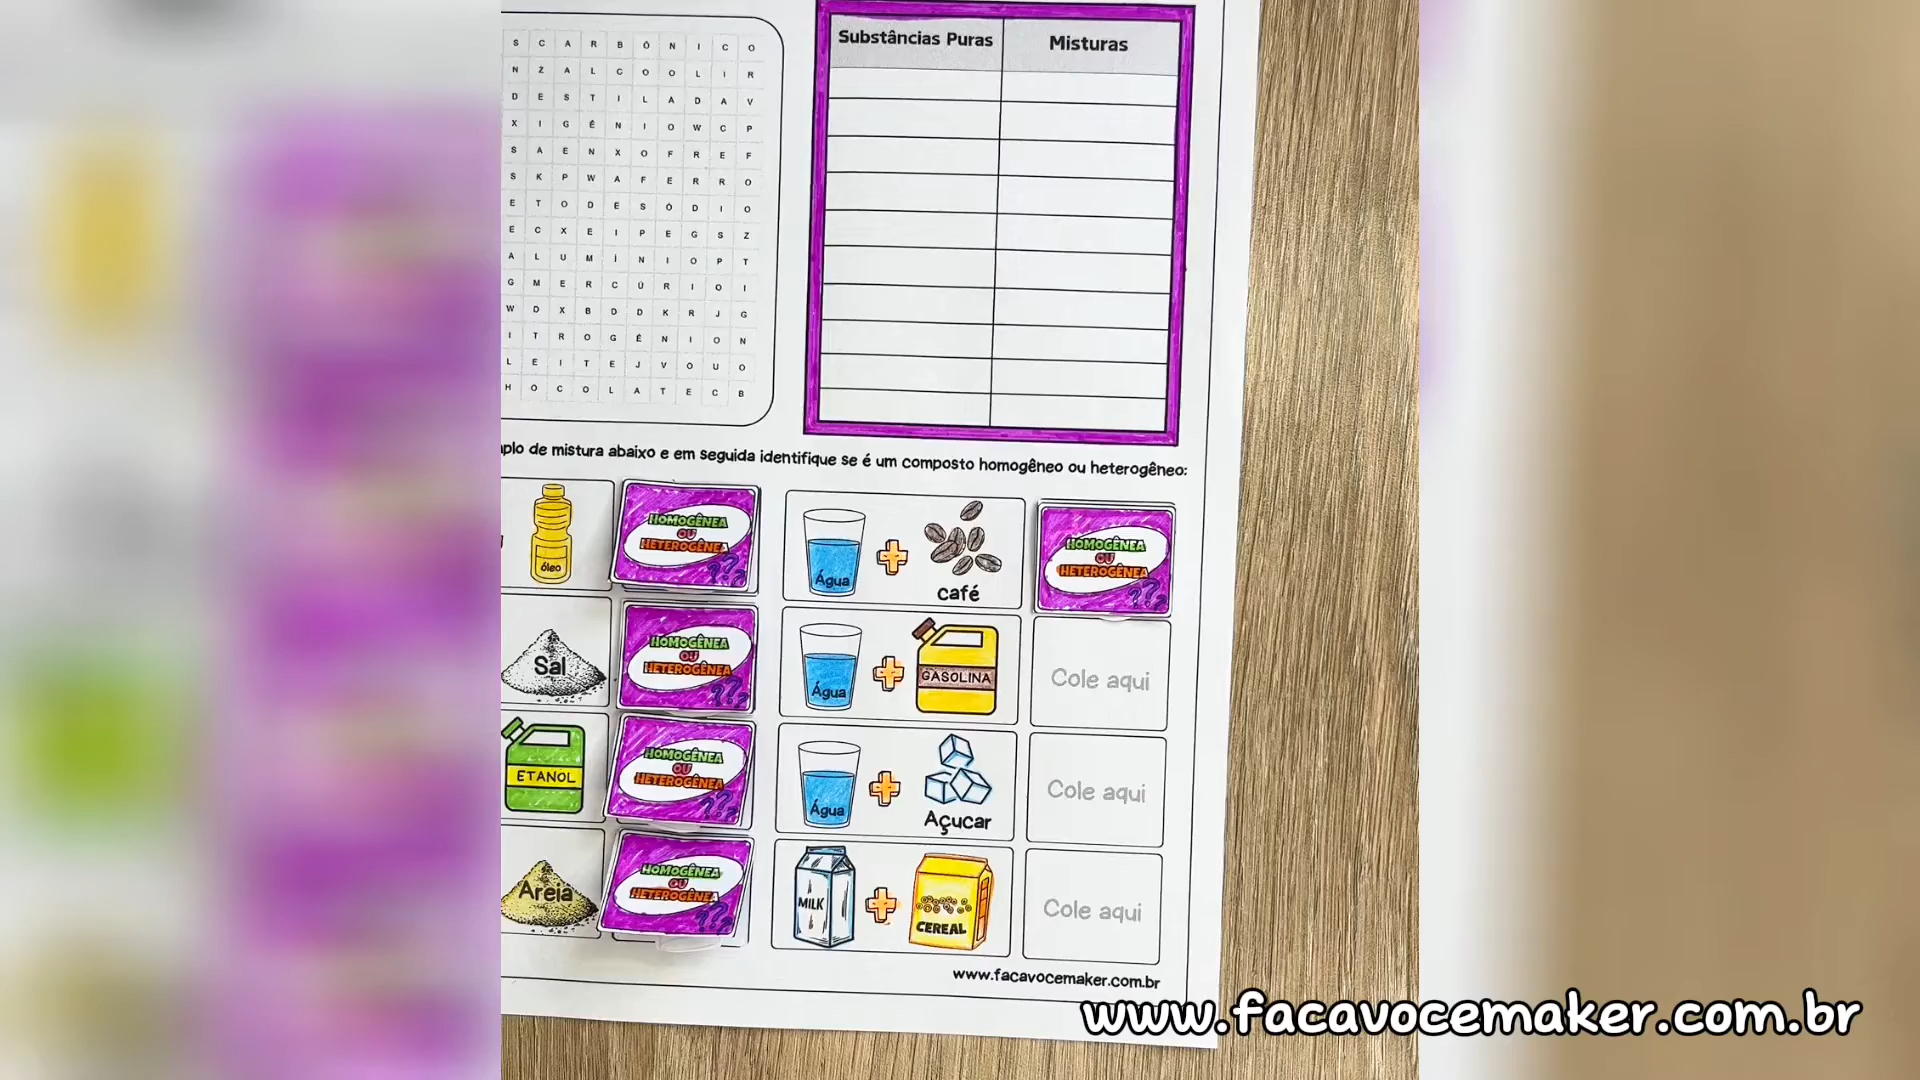 S C A R B Ô N I C O
N Z A L C O O L I R
D E S T I L A D A V
X I G Ê N I O W C P
S A E N X O F R E F
S K P W A F E R R O
E T O D E S Ó D I O
E C X E I P E G S Z
A L U M Í N I O P T
G M E R C Ú R I O I
W D X B D D K R J G
I T R O G Ê N I O N
L E I T E J V O U O
H O C O L A T E C B
Substâncias Puras Misturas
mplo de mistura abaixo e em seguida identifique se é um composto homogêneo ou heterogêneo:
óleo
HOMOGÊNEA
OU
HETEROGÊNEA
???
Água
café
HOMOGÊNEA
OU
HETEROGÊNEA
???
Sal
HOMOGÊNEA
OU
HETEROGÊNEA
???
Água
GASOLINA
Cole aqui
ETANOL
HOMOGÊNEA
OU
HETEROGÊNEA
???
Água
Açucar
Cole aqui
Areia
HOMOGÊNEA
OU
HETEROGÊNEA
???
MILK
CEREAL
Cole aqui
www.facavocemaker.com.br
www.facavocemaker.com.br